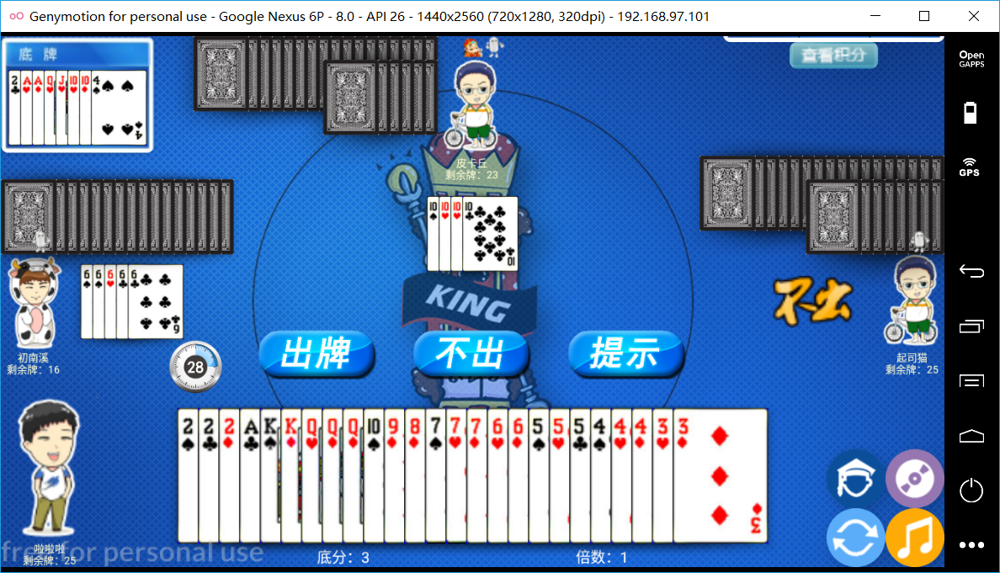 Genymotion for personal use - Google Nexus 6P - 8.0 - API 26 - 1440x2560 (720x1280, 320dpi) - 192.168.97.101
底 牌
2 A A Q J 10 10 4
4
查看积分
Open
GAPPS
GPS
皮卡丘
剩余牌：23
10 10 10 10
10
KING
6 6 6 6 6
6
不出
初南溪
剩余牌：16
起司猫
剩余牌：25
28
出牌
不出
提示
2 2 2 A K K Q Q Q 10 9 8 7 7 7 6 6 5 5 5 4 4 4 3 3
3
啦啦啦
剩余牌：25
free for personal use
底分：3
倍数：1